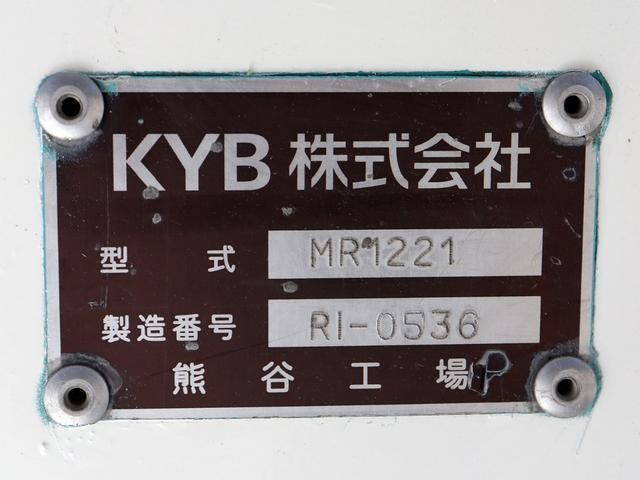 KYB 株式会社
型式 MR1221
製造番号 RI-0536
熊谷工場 P